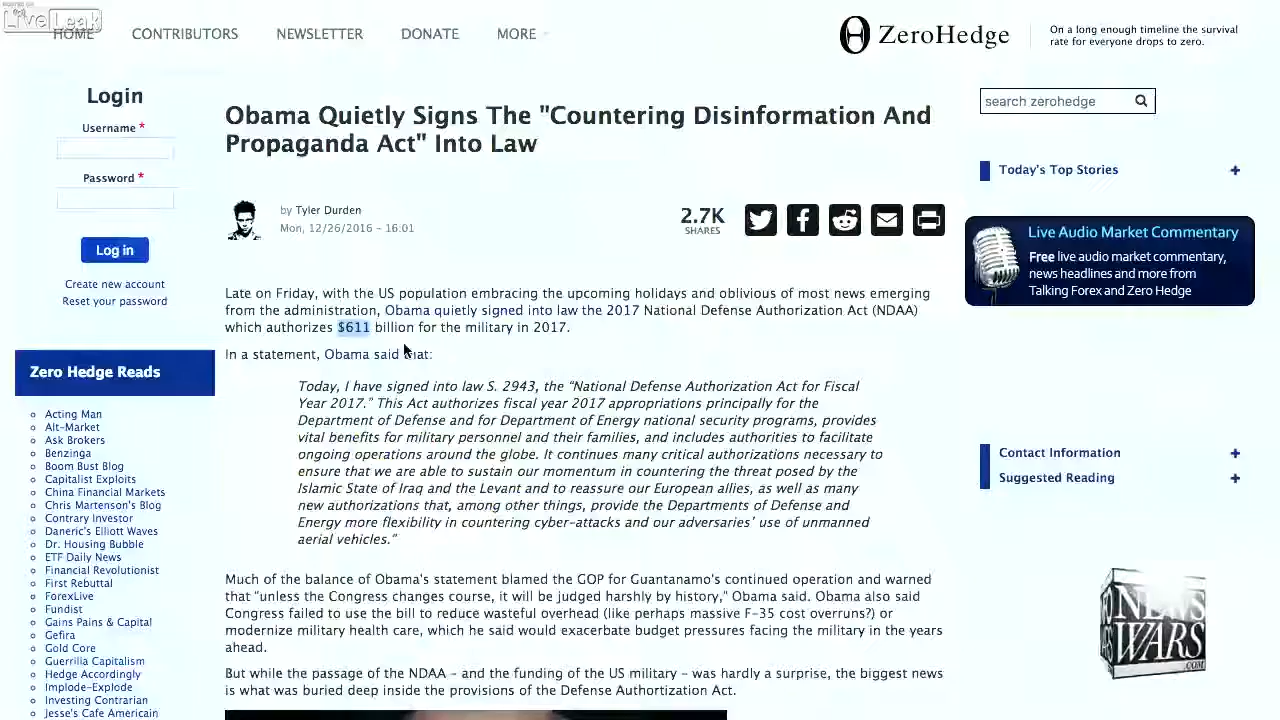 LiveLeak
HOME CONTRIBUTORS NEWSLETTER DONATE MORE
ZeroHedge
On a long enough timeline the survival
rate for everyone drops to zero.
Login
Username *
Password *
Log in
Create new account
Reset your password
Zero Hedge Reads
Acting Man
Alt-Market
Ask Brokers
Benzinga
Boom Bust Blog
Capitalist Exploits
China Financial Markets
Chris Martenson's Blog
Contrary Investor
Daneric's Elliott Waves
Dr. Housing Bubble
ETF Daily News
Financial Revolutionist
First Rebuttal
ForexLive
Fundist
Gains Pains & Capital
Gefira
Gold Core
Guerrilla Capitalism
Hedge Accordingly
Implode-Explode
Investing Contrarian
Jesse's Cafe Americain
Obama Quietly Signs The "Countering Disinformation And
Propaganda Act" Into Law
by Tyler Durden
Mon, 12/26/2016 - 16:01
2.7K
SHARES
Late on Friday, with the US population embracing the upcoming holidays and oblivious of most news emerging
from the administration, Obama quietly signed into law the 2017 National Defense Authorization Act (NDAA)
which authorizes $611 billion for the military in 2017.
In a statement, Obama said that:
Today, I have signed into law S. 2943, the “National Defense Authorization Act for Fiscal
Year 2017.” This Act authorizes fiscal year 2017 appropriations principally for the
Department of Defense and for Department of Energy national security programs, provides
vital benefits for military personnel and their families, and includes authorities to facilitate
ongoing operations around the globe. It continues many critical authorizations necessary to
ensure that we are able to sustain our momentum in countering the threat posed by the
Islamic State of Iraq and the Levant and to reassure our European allies, as well as many
new authorizations that, among other things, provide the Departments of Defense and
Energy more flexibility in countering cyber-attacks and our adversaries’ use of unmanned
aerial vehicles.”
Much of the balance of Obama's statement blamed the GOP for Guantanamo's continued operation and warned
that "unless the Congress changes course, it will be judged harshly by history," Obama said. Obama also said
Congress failed to use the bill to reduce wasteful overhead (like perhaps massive F-35 cost overruns?) or
modernize military health care, which he said would exacerbate budget pressures facing the military in the years
ahead.
But while the passage of the NDAA - and the funding of the US military - was hardly a surprise, the biggest news
is what was buried deep inside the provisions of the Defense Authortization Act.
search zerohedge
Today's Top Stories +
Live Audio Market Commentary
Free live audio market commentary,
news headlines and more from
Talking Forex and Zero Hedge
Contact Information +
Suggested Reading +
NEWS
WARS
.COM